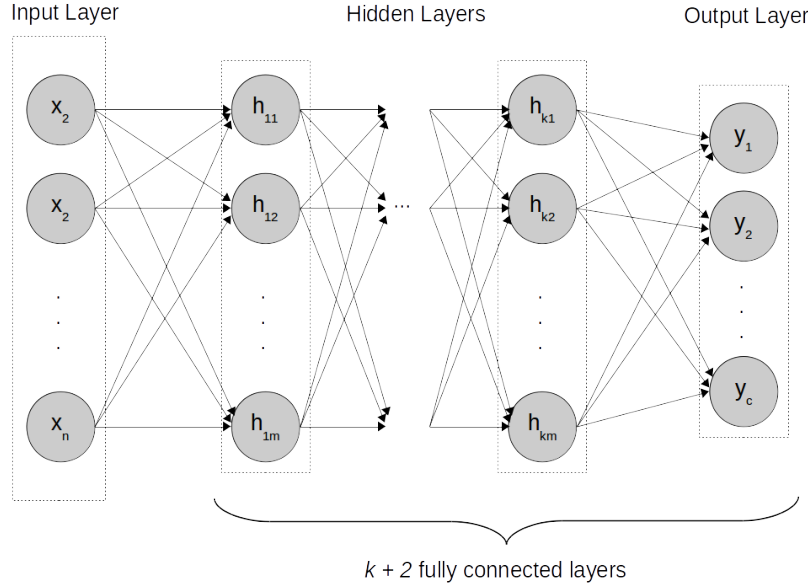 Input Layer
Hidden Layers
Output Layer
x2 h11 hk1 y1
x2 h12 ... hk2 y2
xn h1m hkm yc
k + 2 fully connected layers